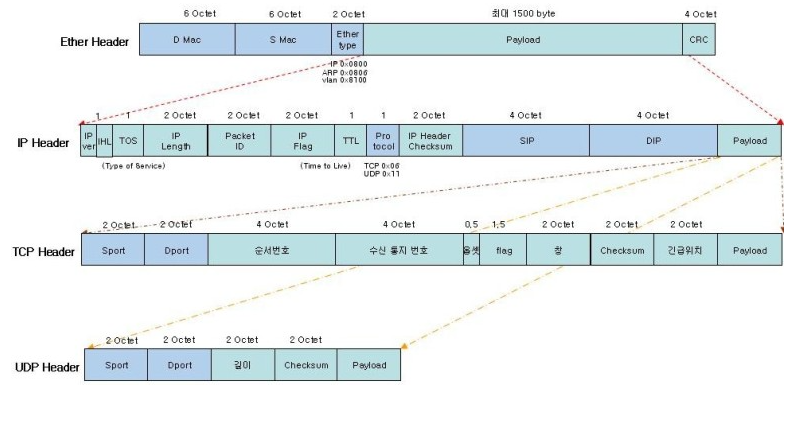 6 Octet 6 Octet 2 Octet 최대 1500 byte 4 Octet
Ether Header D Mac S Mac Ether type Payload CRC
IP 0x0800
ARP 0x0806
vlan 0x8100
1 1 2 Octet 2 Octet 2 Octet 1 1 2 Octet 4 Octet 4 Octet
IP Header IP ver IHL TOS IP Length Packet ID IP Flag TTL Pro tocol IP Header Checksum SIP DIP Payload
(Type of Service) (Time to Live) TCP 0x06
UDP 0x11
2 Octet 2 Octet 4 Octet 4 Octet 0,5 1,5 2 Octet 2 Octet 2 Octet
TCP Header Sport Dport 순서번호 수신 통지 번호 옵셋 flag 창 Checksum 긴급위치 Payload
2 Octet 2 Octet 2 Octet 2 Octet
UDP Header Sport Dport 길이 Checksum Payload